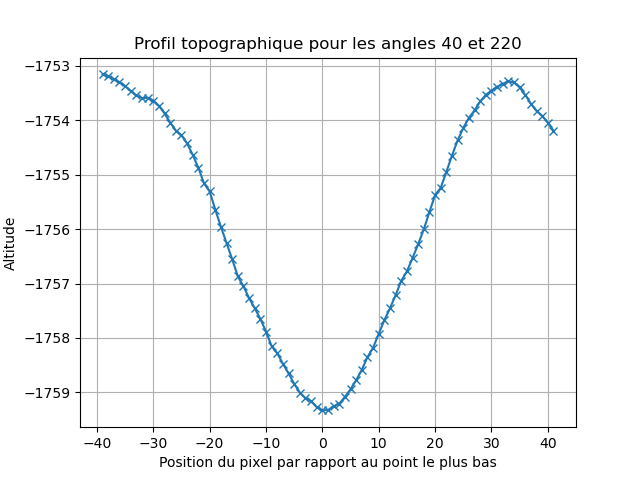 Profil topographique pour les angles 40 et 220
Altitude
−1753
−1754
−1755
−1756
−1757
−1758
−1759
−40 −30 −20 −10 0 10 20 30 40
Position du pixel par rapport au point le plus bas